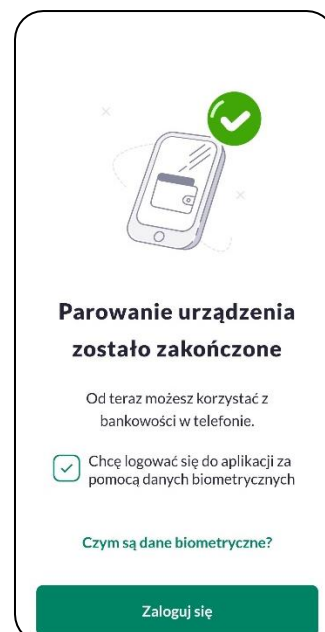 Parowanie urządzenia
zostało zakończone
Od teraz możesz korzystać z
bankowości w telefonie.
Chcę logować się do aplikacji za
pomocą danych biometrycznych
Czym są dane biometryczne?
Zaloguj się